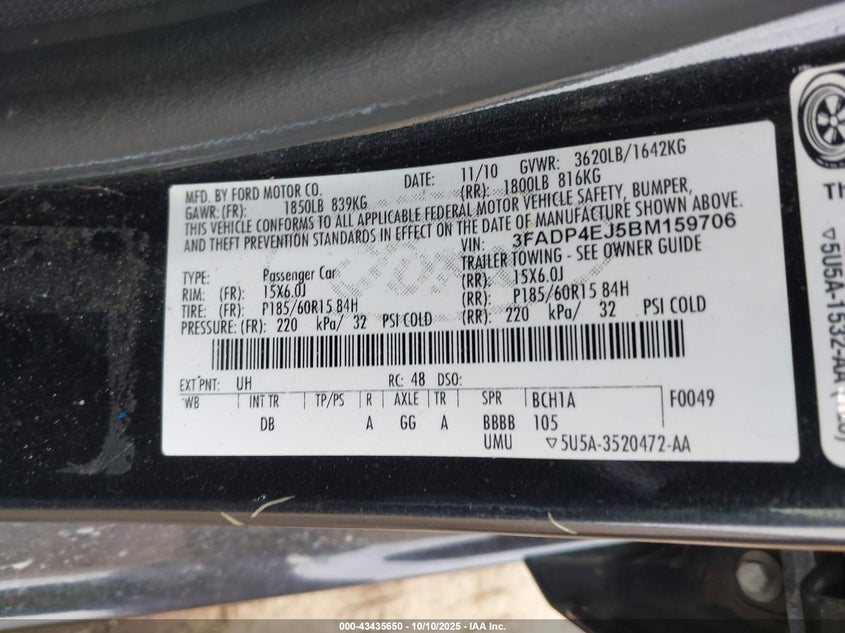 MFD. BY FORD MOTOR CO.
DATE: 11/10 GVWR: 3620LB/1642KG
GAWR: (FR): 1850LB 839KG (RR): 1800LB 816KG
THIS VEHICLE CONFORMS TO ALL APPLICABLE FEDERAL MOTOR VEHICLE SAFETY, BUMPER,
AND THEFT PREVENTION STANDARDS IN EFFECT ON THE DATE OF MANUFACTURE SHOWN ABOVE.
VIN: 3FADP4EJ5BM159706
TRAILER TOWING - SEE OWNER GUIDE
TYPE: Passenger Car
RIM: (FR): 15X6.0J (RR): 15X6.0J
TIRE: (FR): P185/60R15 84H (RR): P185/60R15 84H
PRESSURE: (FR): 220 kPa/ 32 PSI COLD (RR): 220 kPa/ 32 PSI COLD
EXT PNT: UH RC: 48 DSO:
WB INT TR TP/PS R AXLE TR SPR BCH1A F0049
DB A GG A BBBB 105
UMU ▽5U5A-3520472-AA
Th
▽5U5A-1532-AA
000-43435650 • 10/10/2025 • IAA Inc.